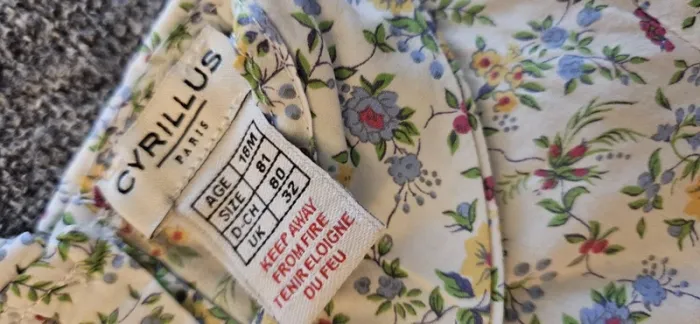 CYRILLUS
PARIS
AGE 18M
SIZE 81
D-CH 80
UK 32
KEEP AWAY
FROM FIRE
TENIR ELOIGNE
DU FEU